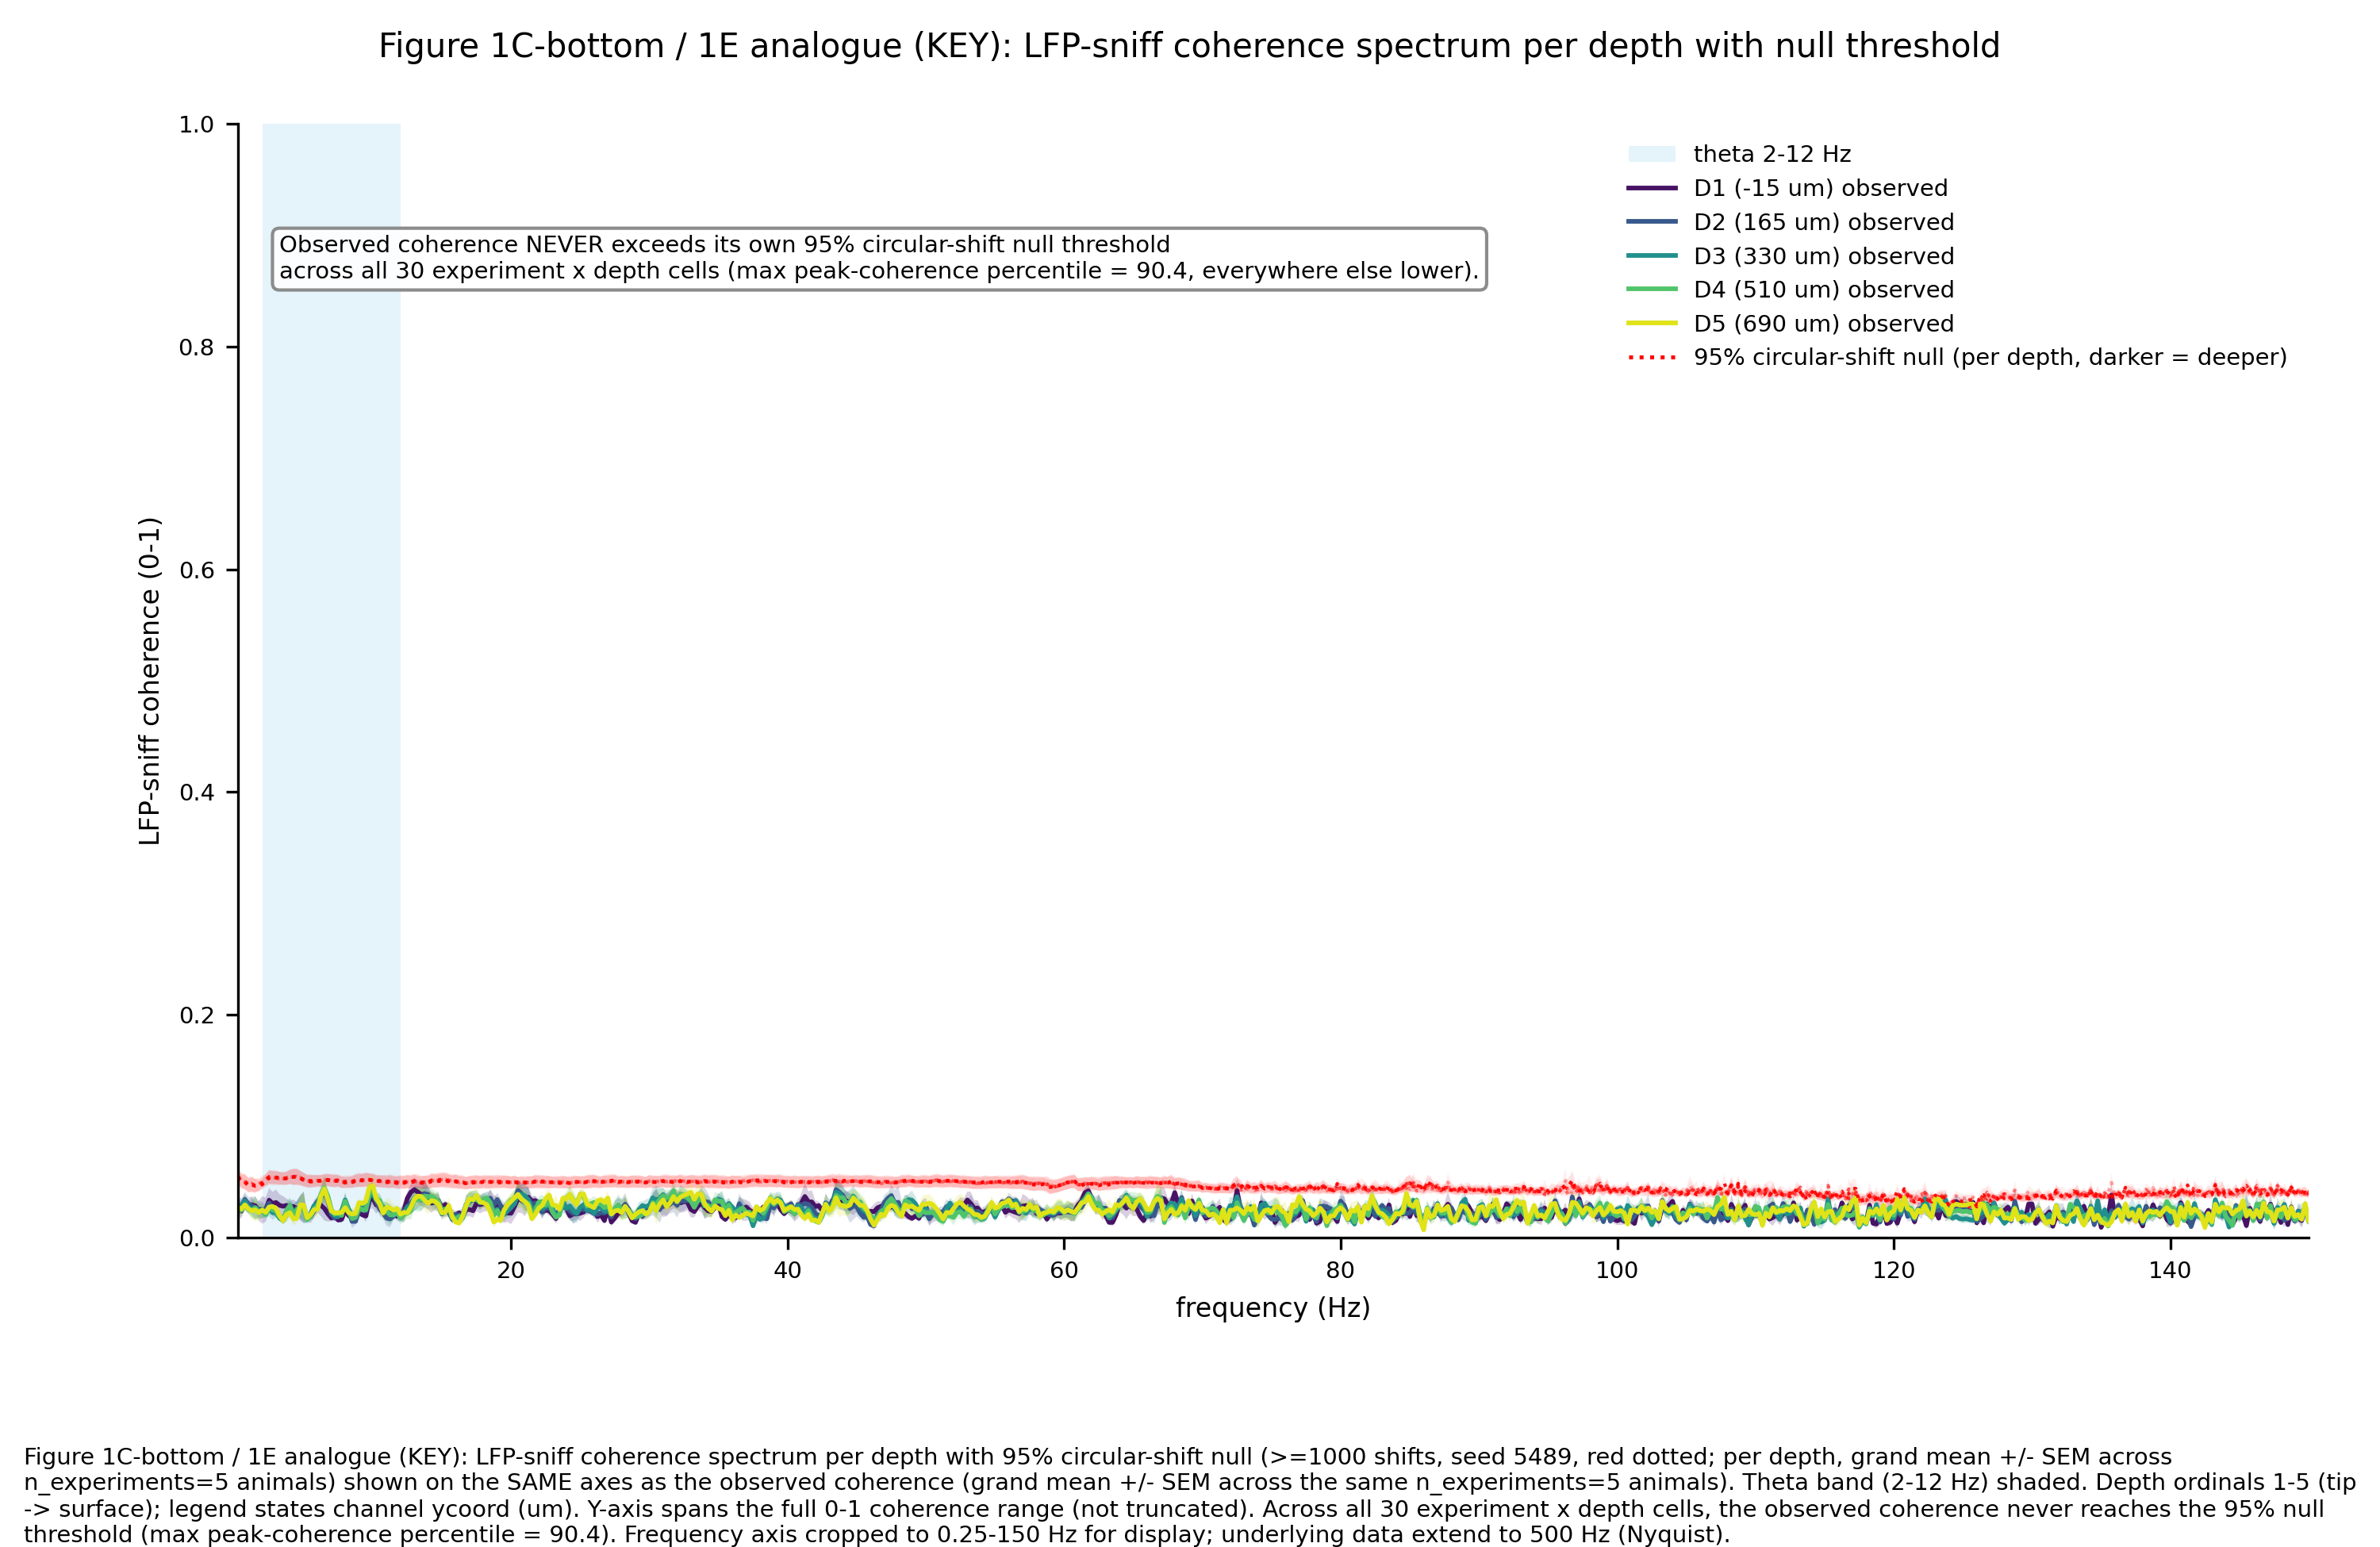 Figure 1C-bottom / 1E analogue (KEY): LFP-sniff coherence spectrum per depth with null threshold
1.0
0.8
0.6
0.4
0.2
0.0
LFP-sniff coherence (0-1)
Observed coherence NEVER exceeds its own 95% circular-shift null threshold
across all 30 experiment x depth cells (max peak-coherence percentile = 90.4, everywhere else lower).
theta 2-12 Hz
D1 (-15 um) observed
D2 (165 um) observed
D3 (330 um) observed
D4 (510 um) observed
D5 (690 um) observed
95% circular-shift null (per depth, darker = deeper)
20
40
60
80
100
120
140
frequency (Hz)
Figure 1C-bottom / 1E analogue (KEY): LFP-sniff coherence spectrum per depth with 95% circular-shift null (>=1000 shifts, seed 5489, red dotted; per depth, grand mean +/- SEM across
n_experiments=5 animals) shown on the SAME axes as the observed coherence (grand mean +/- SEM across the same n_experiments=5 animals). Theta band (2-12 Hz) shaded. Depth ordinals 1-5 (tip
-> surface); legend states channel ycoord (um). Y-axis spans the full 0-1 coherence range (not truncated). Across all 30 experiment x depth cells, the observed coherence never reaches the 95% null
threshold (max peak-coherence percentile = 90.4). Frequency axis cropped to 0.25-150 Hz for display; underlying data extend to 500 Hz (Nyquist).